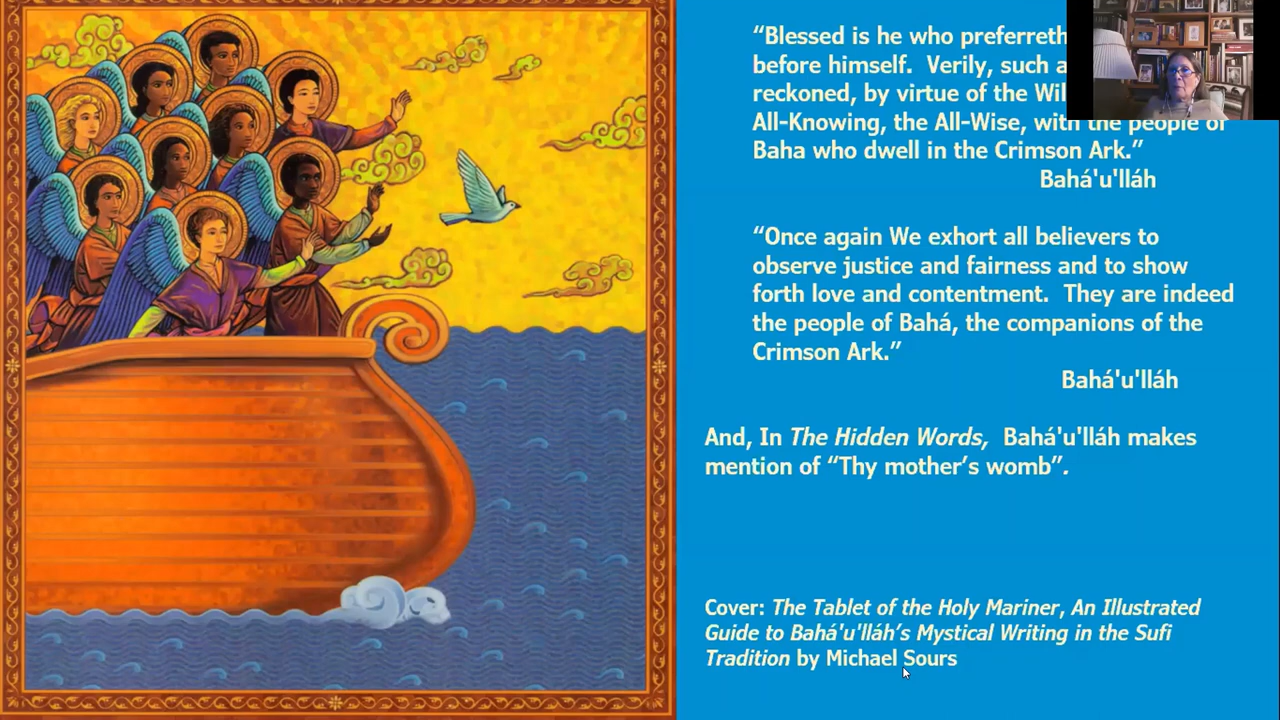 “Blessed is he who preferreth
before himself.  Verily, such a
reckoned, by virtue of the Wil
All-Knowing, the All-Wise, with the people of
Baha who dwell in the Crimson Ark.”
Bahá'u'lláh
“Once again We exhort all believers to
observe justice and fairness and to show
forth love and contentment.  They are indeed
the people of Bahá, the companions of the
Crimson Ark.”
Bahá'u'lláh
And, In The Hidden Words,  Bahá'u'lláh makes
mention of “Thy mother’s womb”.
Cover: The Tablet of the Holy Mariner, An Illustrated
Guide to Bahá'u'lláh’s Mystical Writing in the Sufi
Tradition by Michael Sours